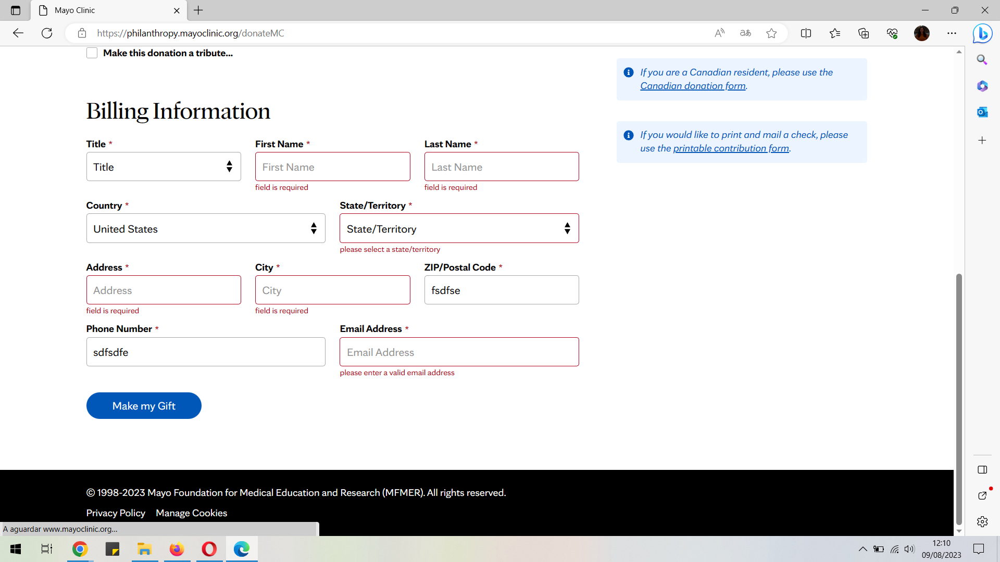 Mayo Clinic
https://philanthropy.mayoclinic.org/donateMC
Make this donation a tribute...
If you are a Canadian resident, please use the
Canadian donation form.
If you would like to print and mail a check, please
use the printable contribution form.
Billing Information
Title * First Name * Last Name *
Title First Name Last Name
field is required field is required
Country * State/Territory *
United States State/Territory
please select a state/territory
Address * City * ZIP/Postal Code *
Address City fsdfse
field is required field is required
Phone Number * Email Address *
sdfsdfe Email Address
please enter a valid email address
Make my Gift
© 1998-2023 Mayo Foundation for Medical Education and Research (MFMER). All rights reserved.
Privacy Policy Manage Cookies
A aguardar www.mayoclinic.org...
12:10
09/08/2023